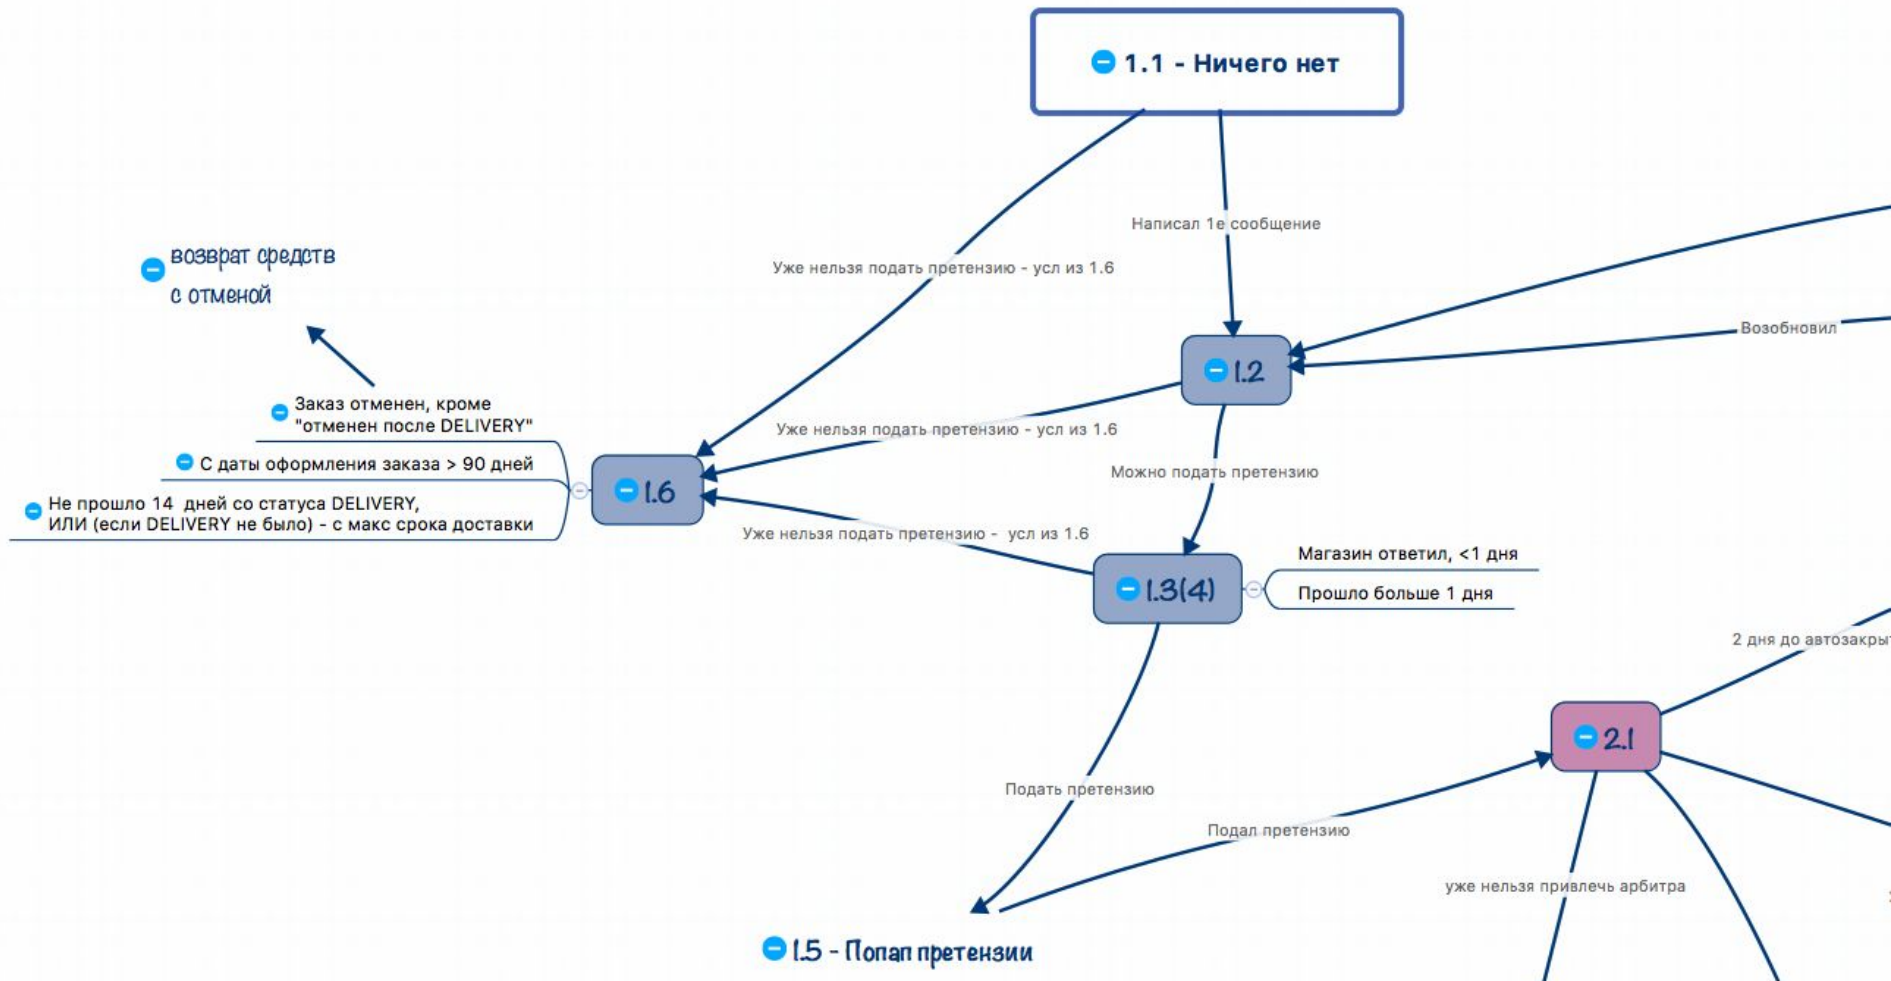 1.1 - Ничего нет
Написал 1е сообщение
Уже нельзя подать претензию - усл из 1.6
возврат средств
с отменой
Возобновил
1.2
Заказ отменен, кроме
"отменен после DELIVERY"
Уже нельзя подать претензию - усл из 1.6
С даты оформления заказа > 90 дней
Можно подать претензию
1.6
Не прошло 14 дней со статуса DELIVERY,
ИЛИ (если DELIVERY не было) - с макс срока доставки
Уже нельзя подать претензию - усл из 1.6
Магазин ответил, <1 дня
1.3(4)
Прошло больше 1 дня
2 дня до автозакры
2.1
Подать претензию
Подал претензию
уже нельзя привлечь арбитра
1.5 - Попап претензии